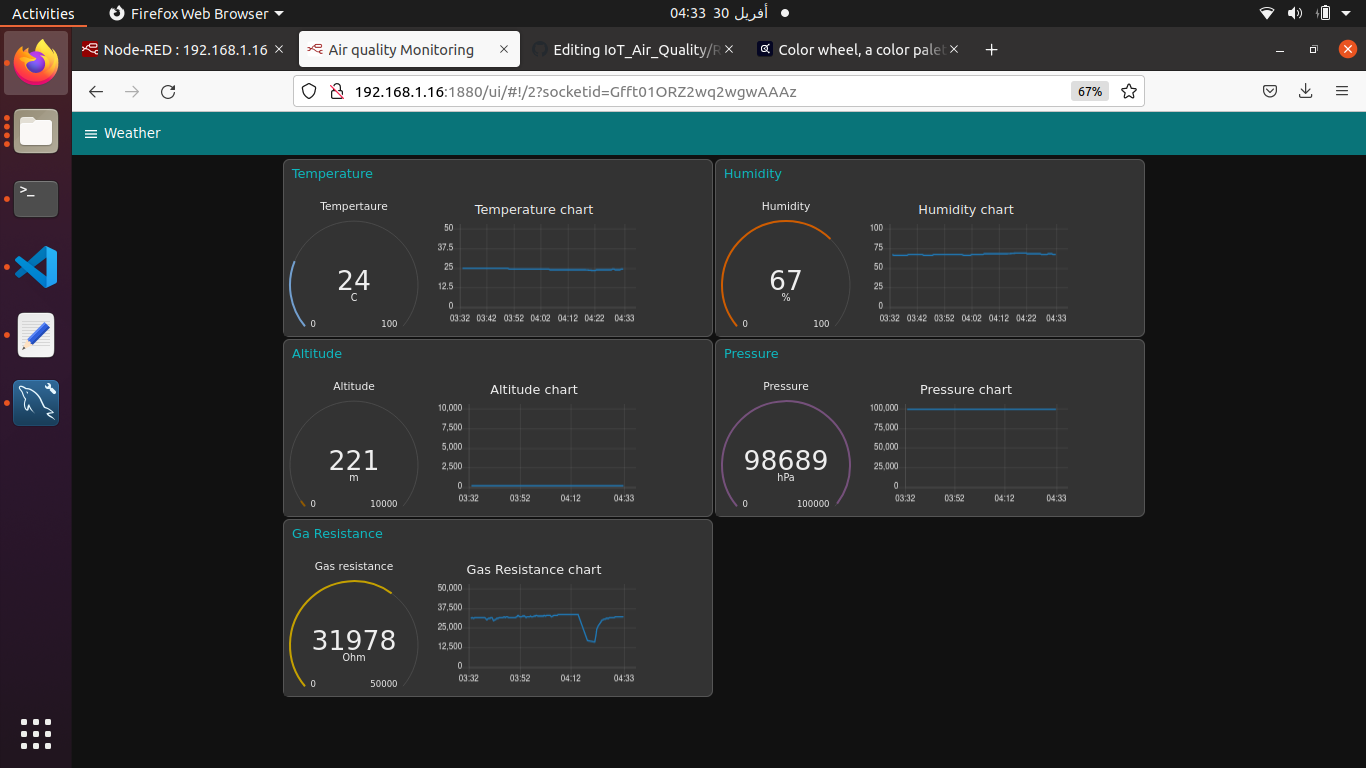 Activities
Firefox Web Browser
04:33 30 أفريل
Node-RED : 192.168.1.16
Air quality Monitoring
Editing IoT_Air_Quality/R
Color wheel, a color palet
192.168.1.16:1880/ui/#!/2?socketid=Gfft01ORZ2wq2wgwAAAz
67%
Weather
Temperature
Tempertaure
24
C
0 100
Temperature chart
50
37.5
25
12.5
0
03:32 03:42 03:52 04:02 04:12 04:22 04:33
Humidity
Humidity
67
%
0 100
Humidity chart
100
75
50
25
0
03:32 03:42 03:52 04:02 04:12 04:22 04:33
Altitude
Altitude
221
m
0 10000
Altitude chart
10,000
7,500
5,000
2,500
0
03:32 03:52 04:12 04:33
Pressure
Pressure
98689
hPa
0 100000
Pressure chart
100,000
75,000
50,000
25,000
0
03:32 03:52 04:12 04:33
Ga Resistance
Gas resistance
31978
Ohm
0 50000
Gas Resistance chart
50,000
37,500
25,000
12,500
0
03:32 03:52 04:12 04:33